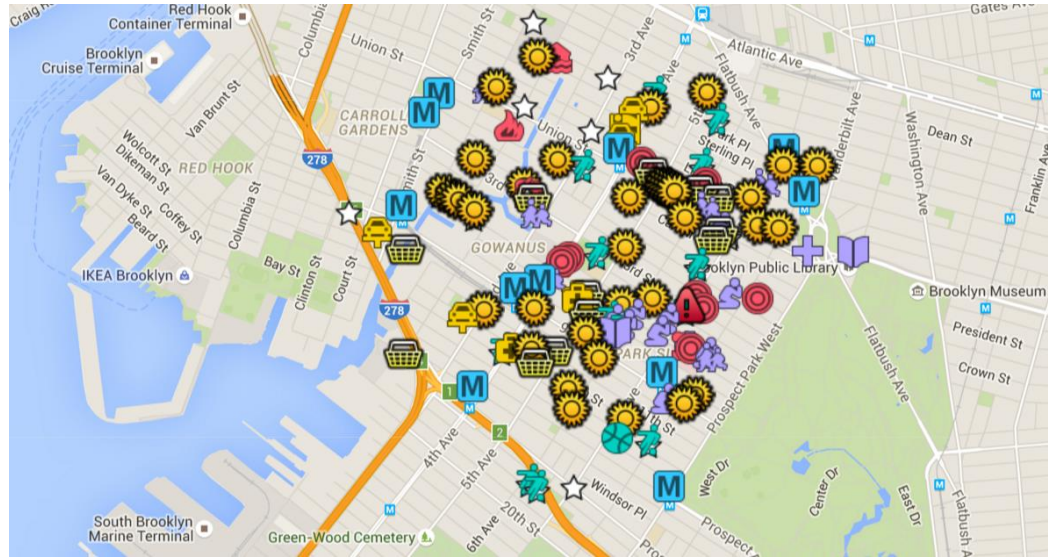 Craig
Red Hook
Container Terminal
Columbia
Smith St
3rd Ave
Gates Ave
Union St
Atlantic Ave
Brooklyn
Cruise Terminal
Van Brunt St
CARROLL
GARDENS
Flatbush Ave
Washington Ave
Dean St
Union St
Park Pl
Sterling Pl
Vanderbilt Ave
Franklin Ave
278
RED HOOK
Wolcott St
Dikeman St
Van Dyke St
Coffey St
Beard St
Columbia St
Smith St
3rd
M
GOWANUS
IKEA Brooklyn
Bay St
Clinton St
Court St
Brooklyn Public Library
Brooklyn Museum
278
President St
Crown St
PARK
Prospect Park West
Flatbush Ave
1
2
4th Ave
5th Ave
6th Ave
20th St
Windsor Pl
West Dr
Center Dr
East Dr
Flatbush
Prospect
South Brooklyn
Marine Terminal
Green-Wood Cemetery